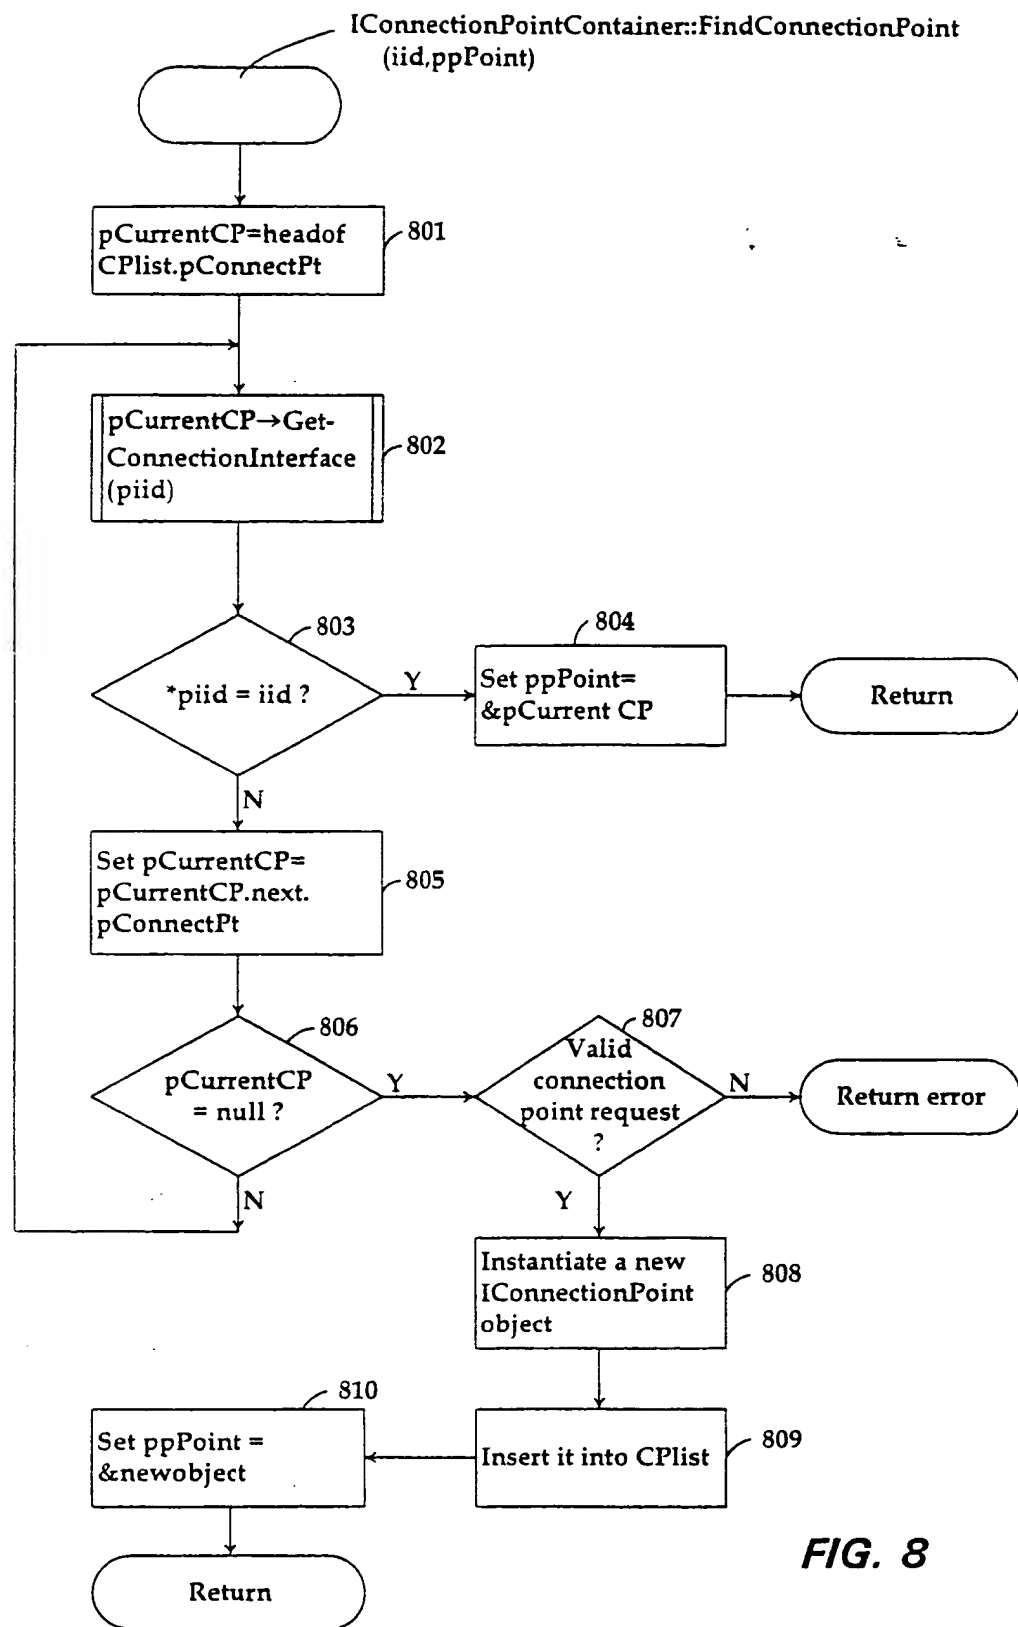 IConnectionPointContainer::FindConnectionPoint
(iid,ppPoint)
pCurrentCP=headof
CPlist.pConnectPt
801
pCurrentCP→Get-
ConnectionInterface
(piid)
802
803
*piid = iid ?
Y
804
Set ppPoint=
&pCurrent CP
Return
N
Set pCurrentCP=
pCurrentCP.next.
pConnectPt
805
806
pCurrentCP
= null ?
Y
807
Valid
connection
point request
?
N
Return error
N
Y
Instantiate a new
IConnectionPoint
object
808
810
Set ppPoint =
&newobject
Insert it into CPlist
809
Return
FIG. 8